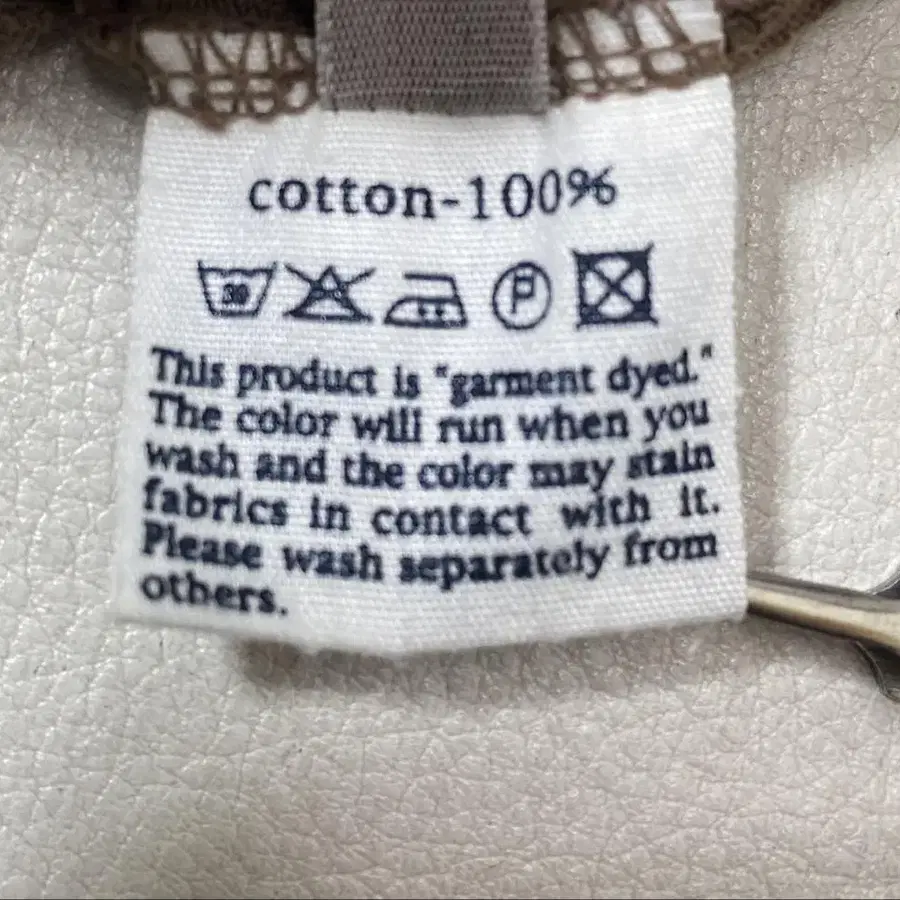 cotton-100%
30
P
This product is "garment dyed."
The color will run when you
wash and the color may stain
fabrics in contact with it.
Please wash separately from
others.